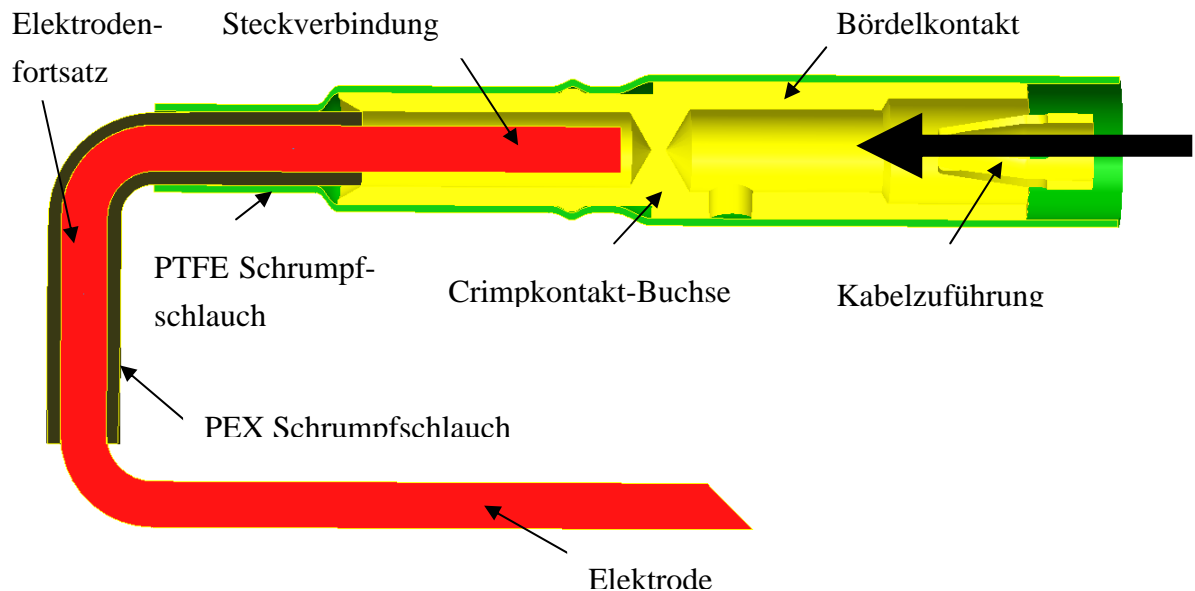 Elektroden-
fortsatz
Steckverbindung
Bördelkontakt
PTFE Schrumpf-
schlauch
Crimpkontakt-Buchse
Kabelzuführung
PEX Schrumpfschlauch
Elektrode